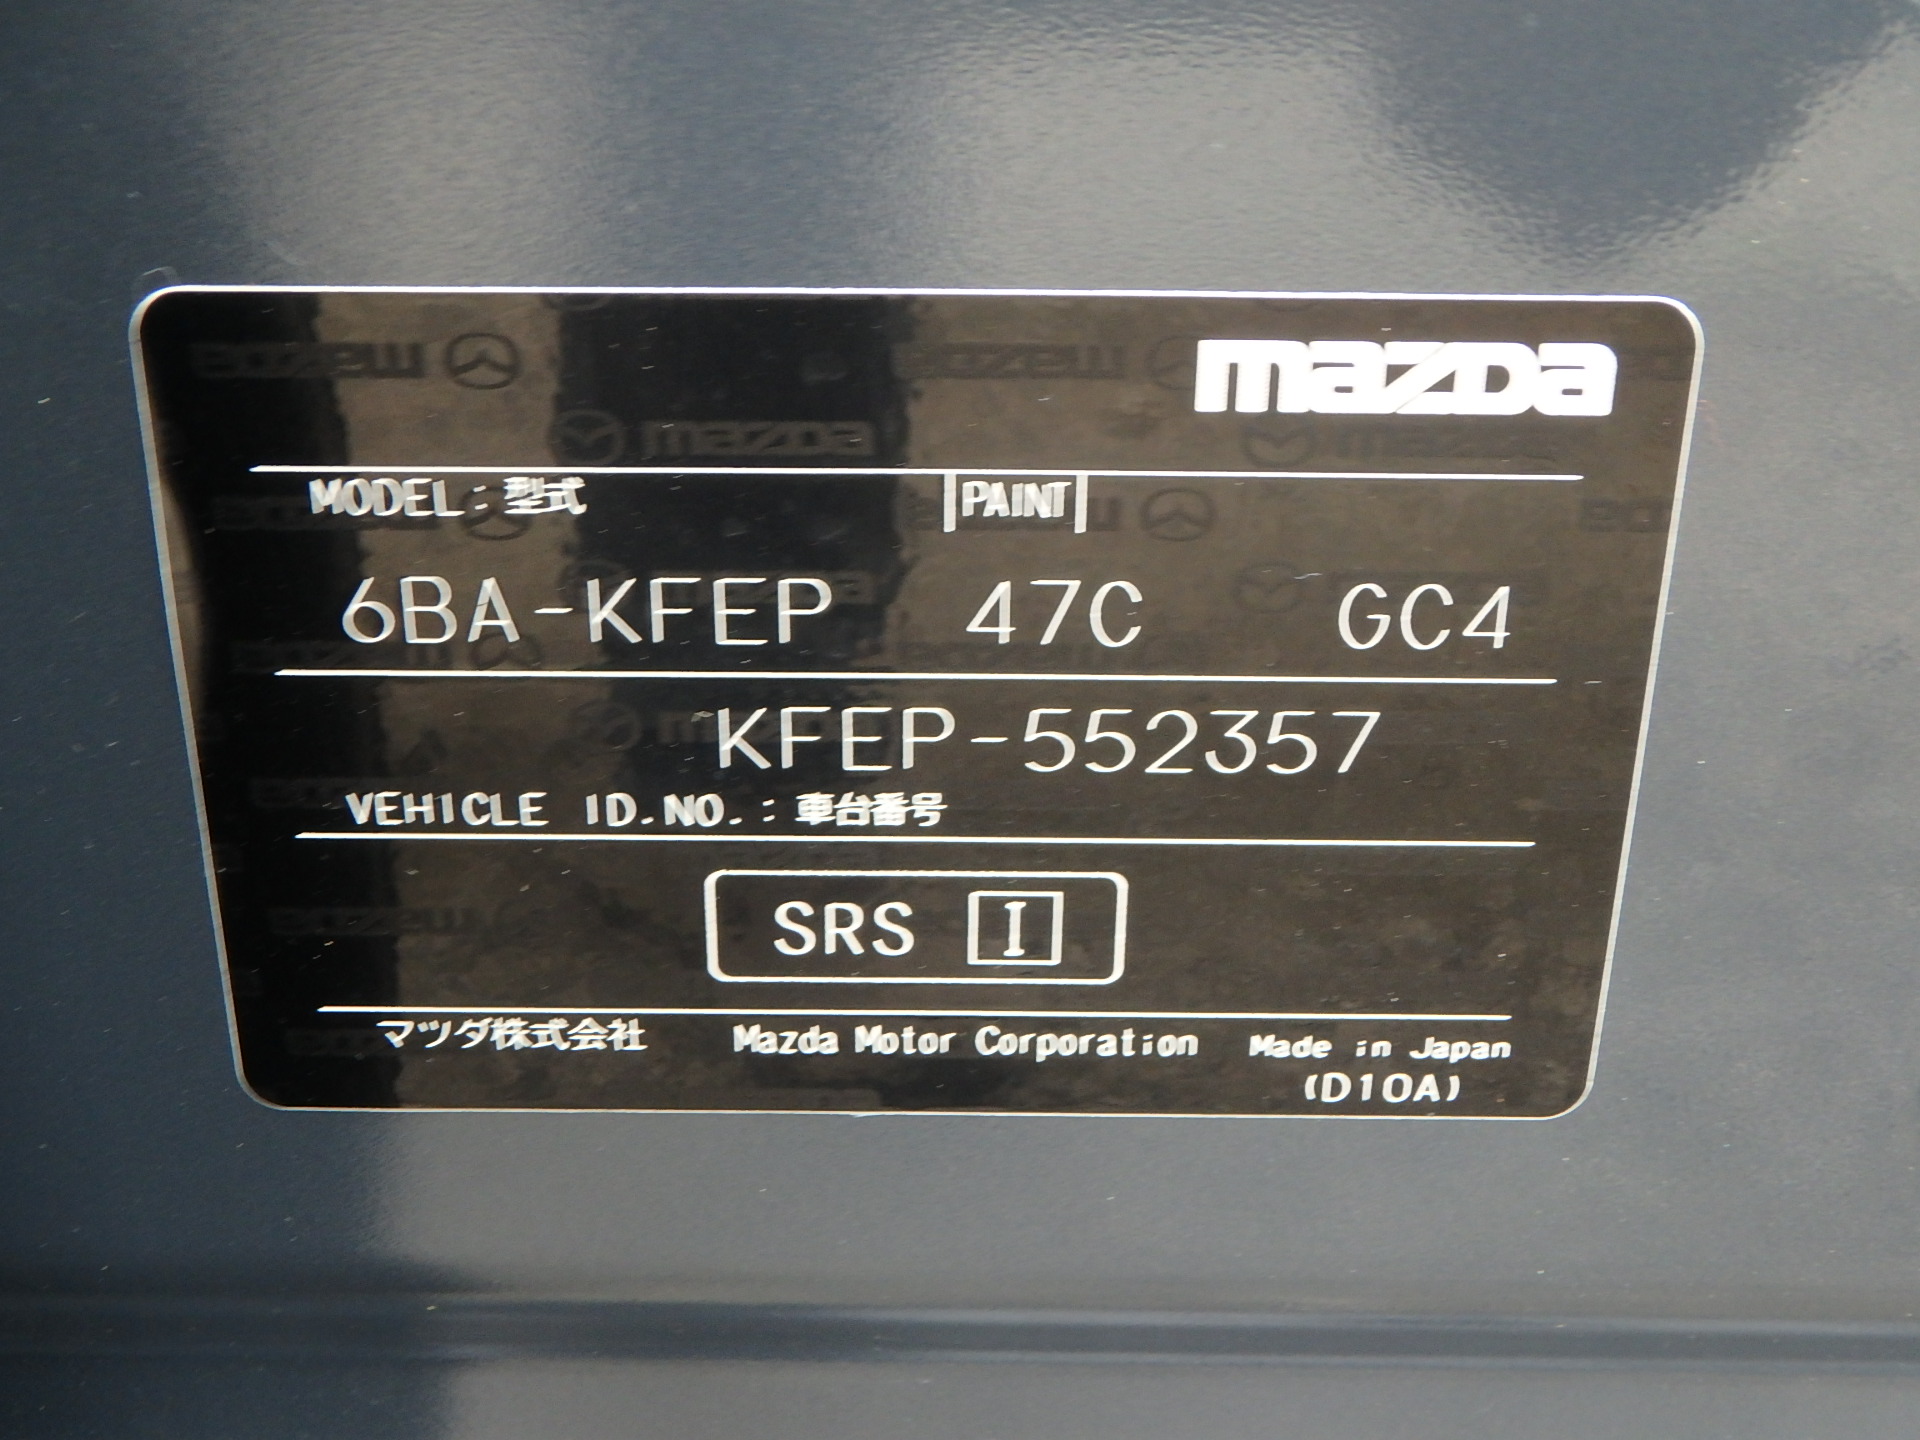 mazda
MODEL:型式 PAINT
6BA-KFEP 47C GC4
KFEP-552357
VEHICLE ID.NO.:車台番号
SRS I
マツダ株式会社 Mazda Motor Corporation Made in Japan
(D10A)